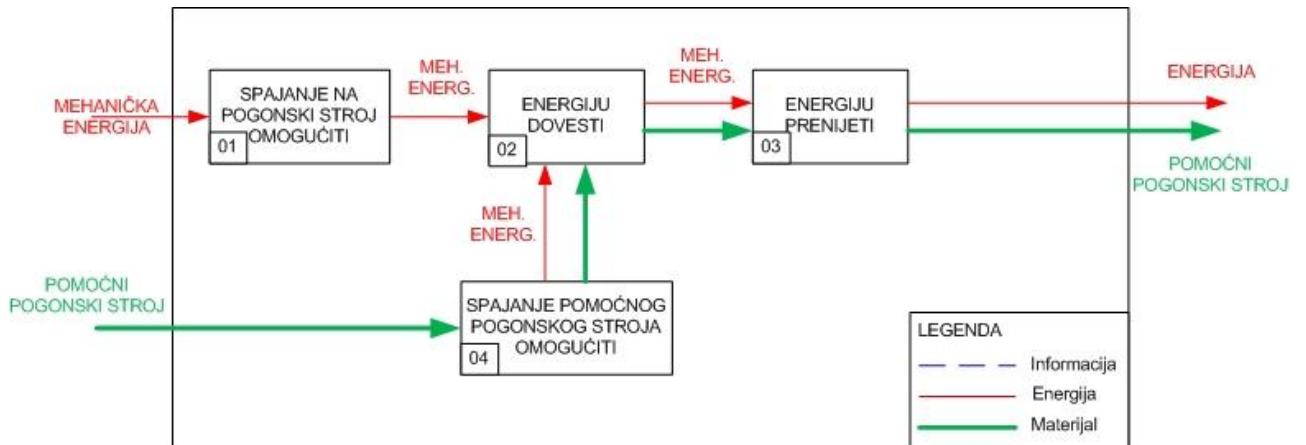 MEHANIČKA
ENERGIJA
SPAJANJE NA
POGONSKI STROJ
OMOGUĆITI
01
MEH.
ENERG.
ENERGIJU
DOVESTI
02
MEH.
ENERG.
ENERGIJU
PRENIJETI
03
ENERGIJA
POMOĆNI
POGONSKI STROJ
MEH.
ENERG.
POMOĆNI
POGONSKI STROJ
SPAJANJE POMOĆNOG
POGONSKOG STROJA
OMOGUĆITI
04
LEGENDA
Informacija
Energija
Materijal